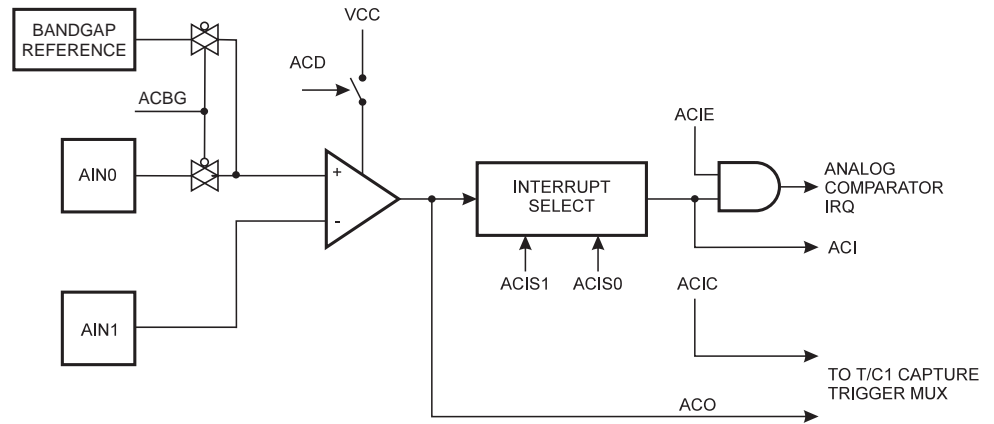 BANDGAP
REFERENCE
VCC
ACD
ACBG
ACIE
AIN0
+
-
INTERRUPT
SELECT
ANALOG
COMPARATOR
IRQ
ACI
ACIS1
ACIS0
ACIC
AIN1
TO T/C1 CAPTURE
TRIGGER MUX
ACO